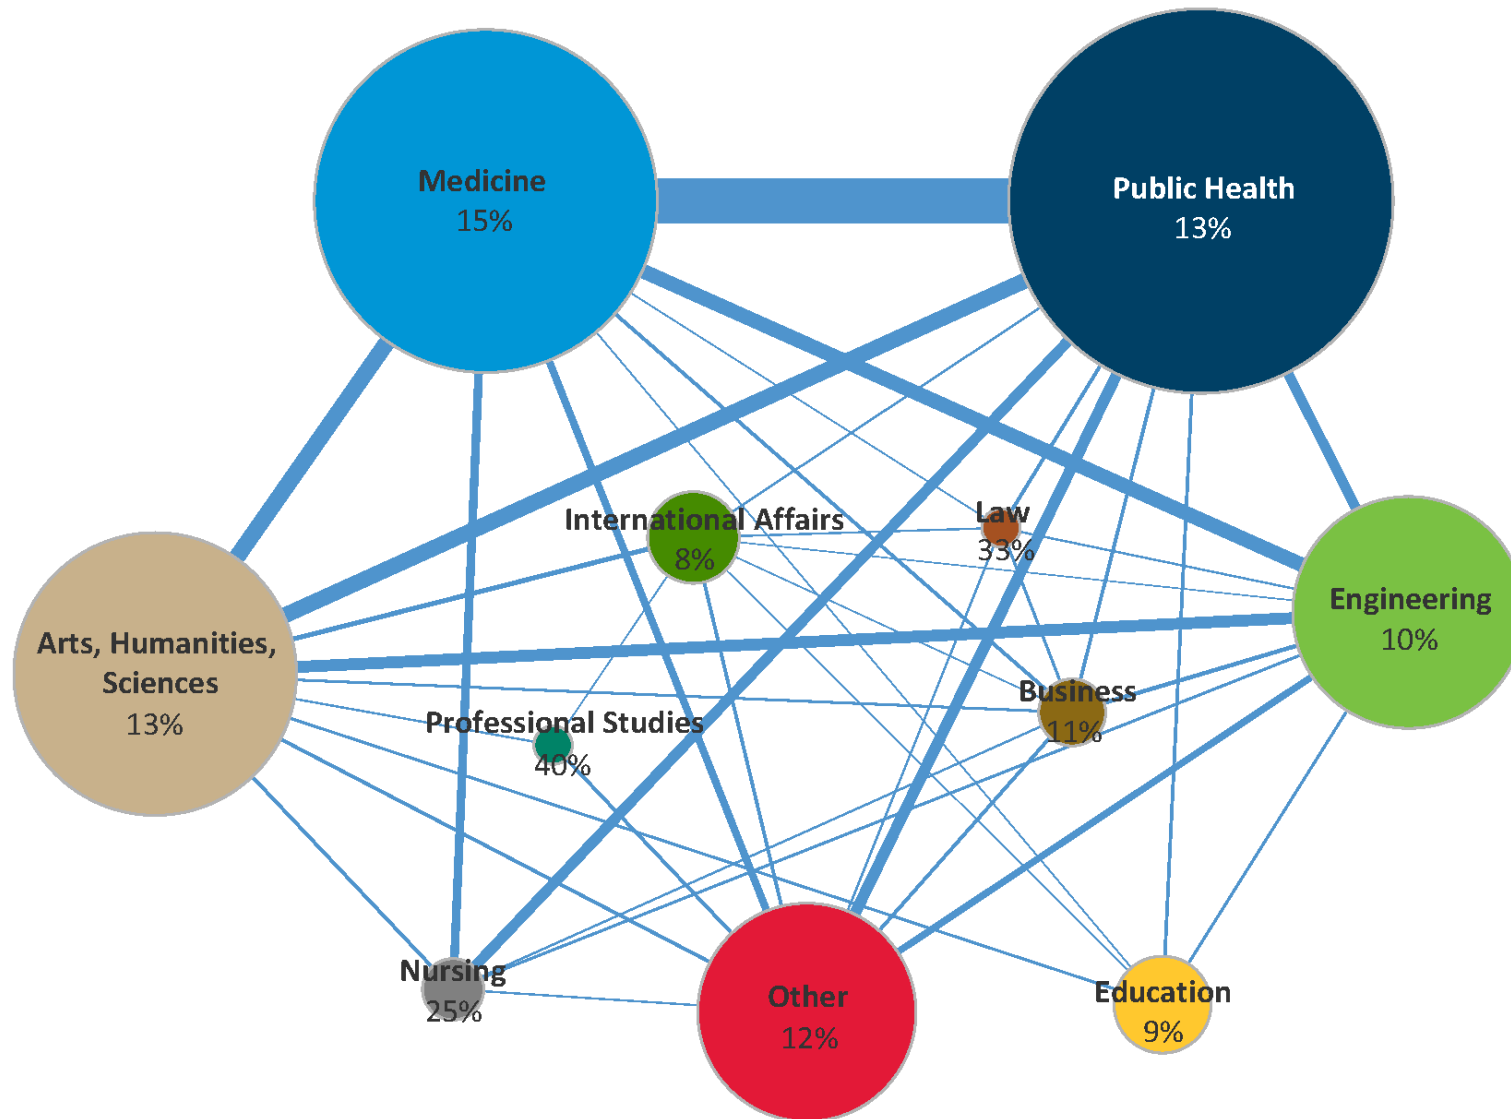 Medicine
15%
Public Health
13%
International Affairs
8%
Law
33%
Engineering
10%
Arts, Humanities,
Sciences
13%
Business
11%
Professional Studies
40%
Nursing
25%
Other
12%
Education
9%